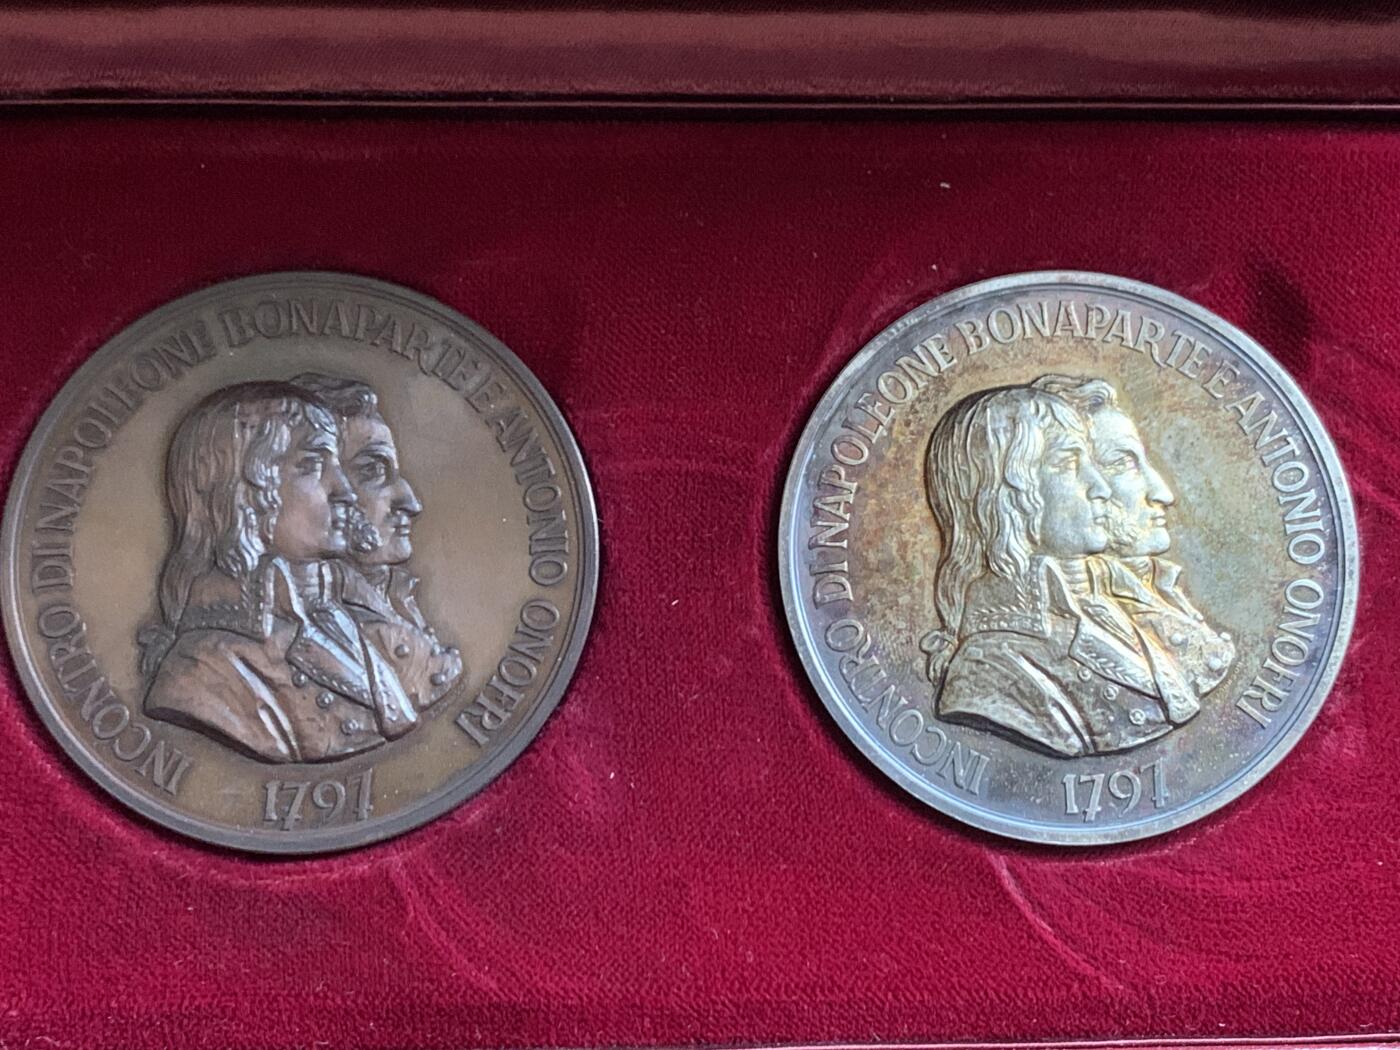 INCONTRO DI NAPOLEONE BONAPARTE E ANTONIO ONOFRI
1797
INCONTRO DI NAPOLEONE BONAPARTE E ANTONIO ONOFRI
1797